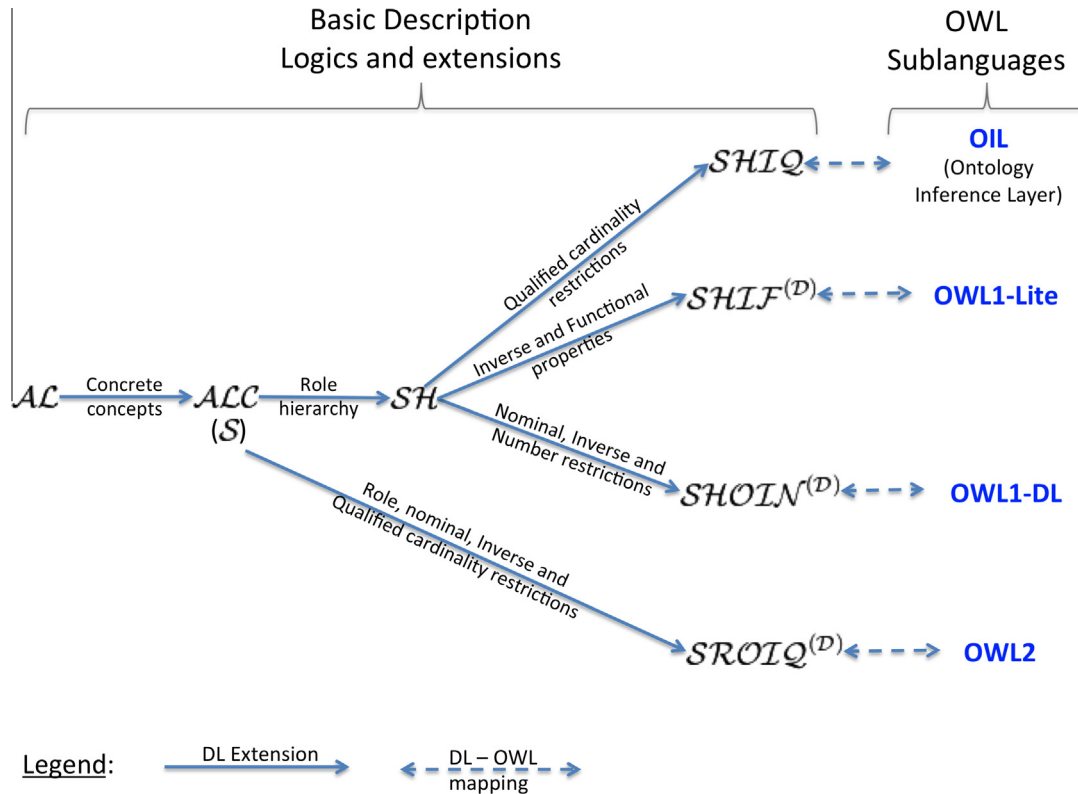 Basic Description
Logics and extensions
OWL
Sublanguages
SHIQ
OIL
(Ontology
Inference Layer)
Qualified cardinality
restrictions
SHIF(D)
OWL1-Lite
Inverse and Functional
properties
AL
Concrete
concepts
ALC
(S)
Role
hierarchy
SH
Nominal, Inverse and
Number restrictions
SHOIN(D)
OWL1-DL
Role, nominal, Inverse and
Qualified cardinality restrictions
SROIQ(D)
OWL2
Legend:
DL Extension
DL – OWL
mapping